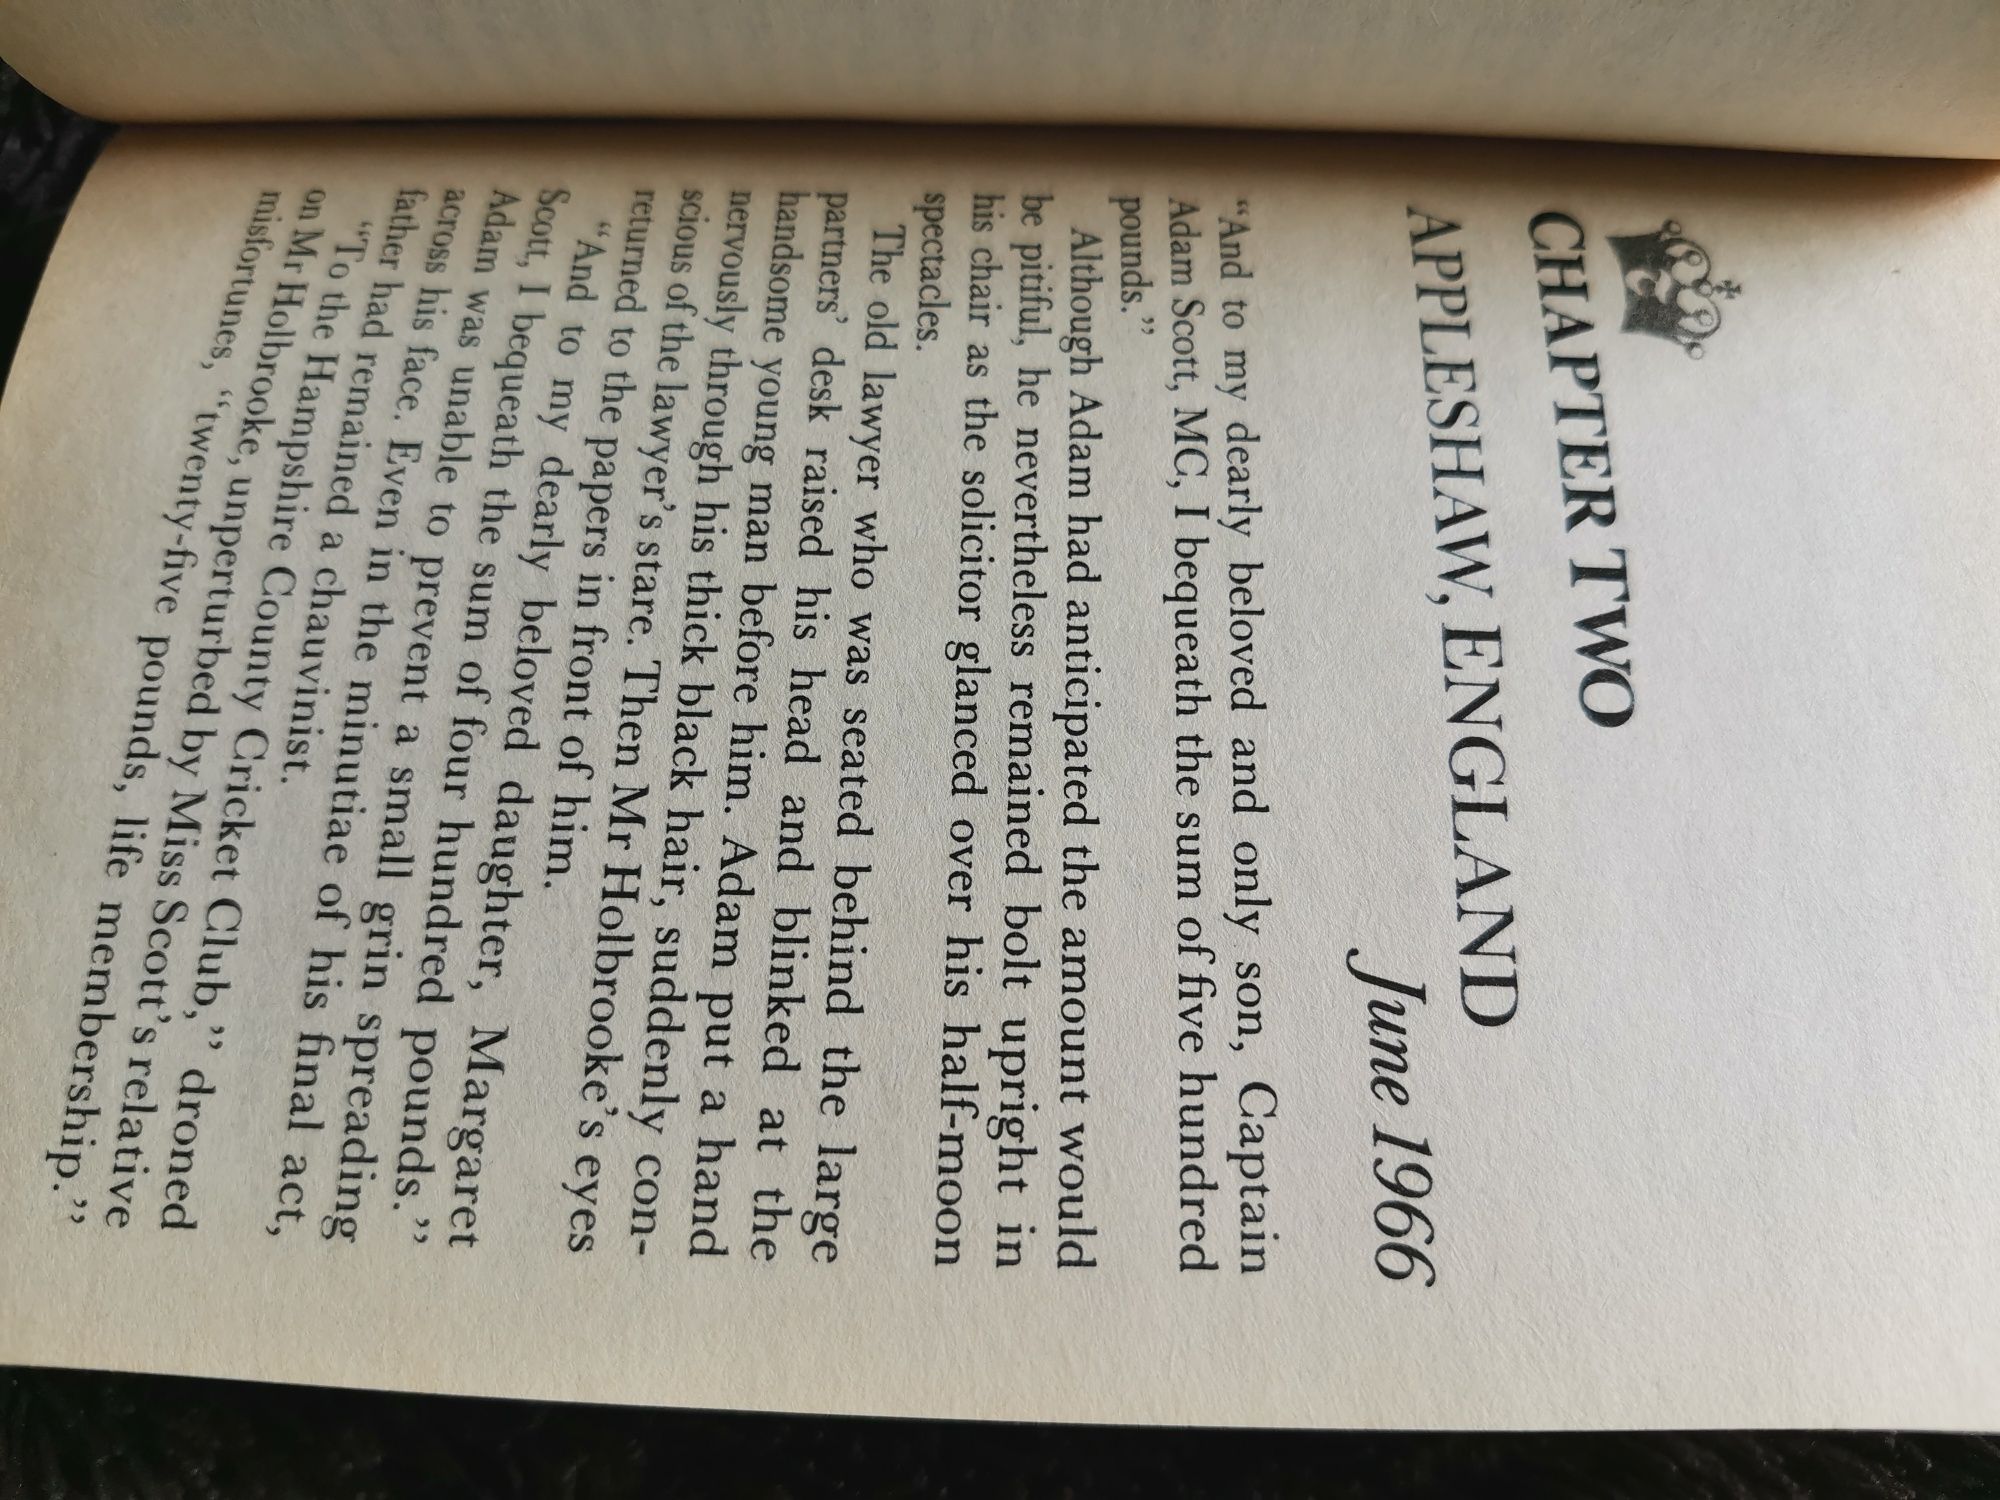 CHAPTER TWO
APPLESHAW, ENGLAND
June 1966
“And to my dearly beloved and only son, Captain
Adam Scott, MC, I bequeath the sum of five hundred
pounds.”
Although Adam had anticipated the amount would
be pitiful, he nevertheless remained bolt upright in
his chair as the solicitor glanced over his half-moon
spectacles.
The old lawyer who was seated behind the large
partners’ desk raised his head and blinked at the
handsome young man before him. Adam put a hand
nervously through his thick black hair, suddenly con-
scious of the lawyer’s stare. Then Mr Holbrooke’s eyes
returned to the papers in front of him.
“And to my dearly beloved daughter, Margaret
Scott, I bequeath the sum of four hundred pounds.”
Adam was unable to prevent a small grin spreading
across his face. Even in the minutiae of his final act,
father had remained a chauvinist.
“To the Hampshire County Cricket Club,” droned
on Mr Holbrooke, unperturbed by Miss Scott’s relative
misfortunes, “twenty-five pounds, life membership.”